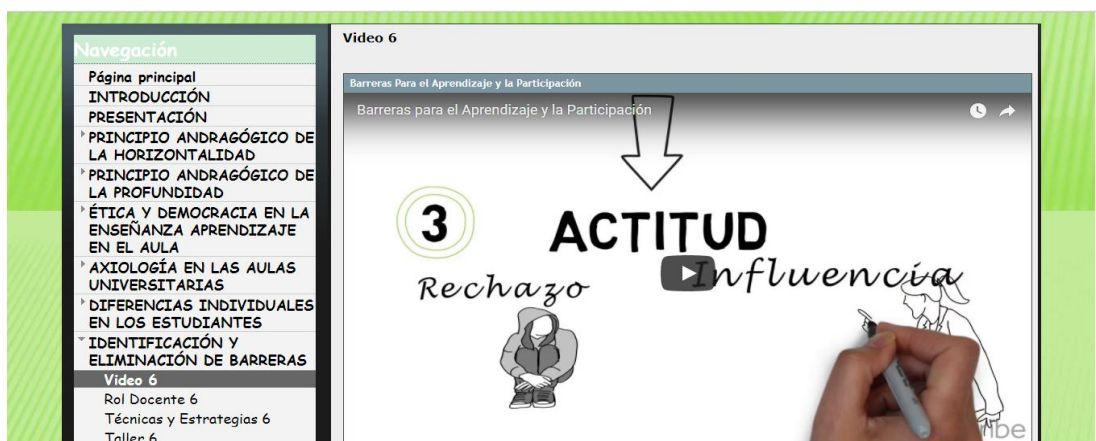 Navegación
Página principal
INTRODUCCIÓN
PRESENTACIÓN
PRINCIPIO ANDRAGÓGICO DE
LA HORIZONTALIDAD
PRINCIPIO ANDRAGÓGICO DE
LA PROFUNDIDAD
ÉTICA Y DEMOCRACIA EN LA
ENSEÑANZA APRENDIZAJE
EN EL AULA
AXIOLOGÍA EN LAS AULAS
UNIVERSITARIAS
DIFERENCIAS INDIVIDUALES
EN LOS ESTUDIANTES
IDENTIFICACIÓN Y
ELIMINACIÓN DE BARRERAS
Video 6
Rol Docente 6
Técnicas y Estrategias 6
Taller 6
Video 6
Barreras Para el Aprendizaje y la Participación
Barreras para el Aprendizaje y la Participación
3 ACTITUD
Rechazo Influencia